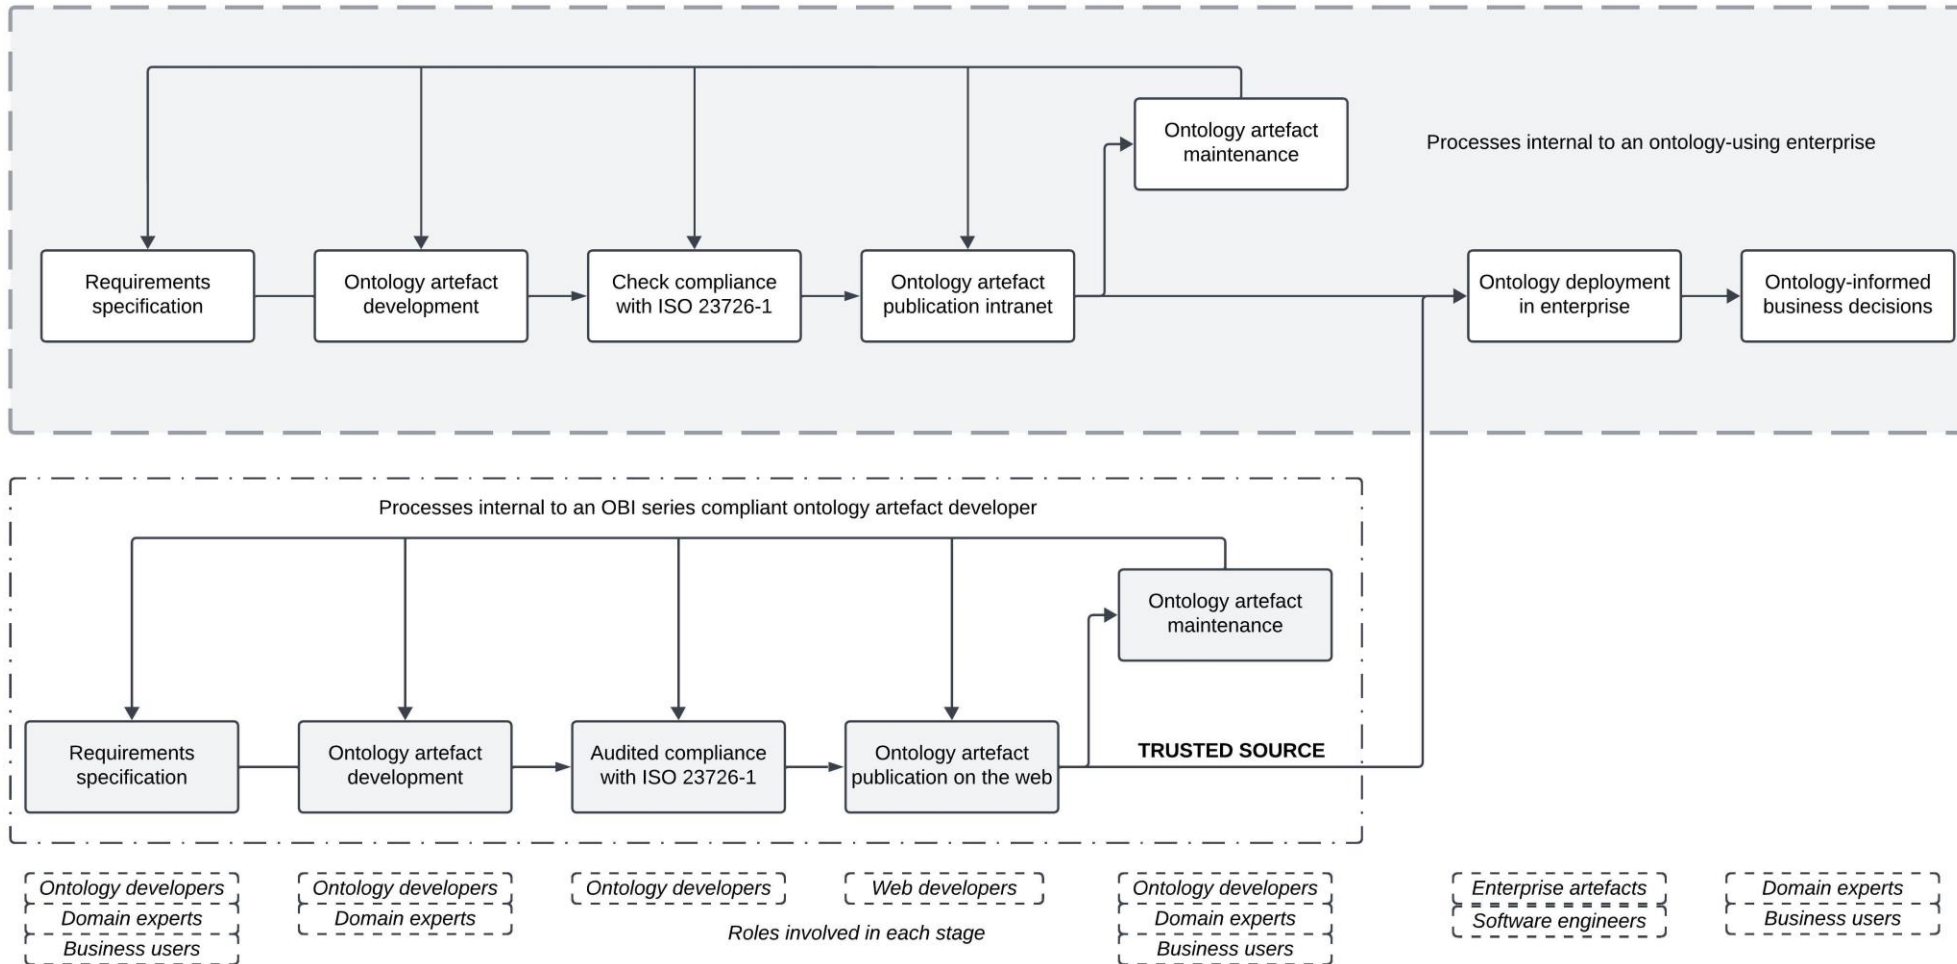 Ontology artefact
maintenance
Processes internal to an ontology-using enterprise
Requirements
specification
Ontology artefact
development
Check compliance
with ISO 23726-1
Ontology artefact
publication intranet
Ontology deployment
in enterprise
Ontology-informed
business decisions
Processes internal to an OBI series compliant ontology artefact developer
Ontology artefact
maintenance
Requirements
specification
Ontology artefact
development
Audited compliance
with ISO 23726-1
Ontology artefact
publication on the web
TRUSTED SOURCE
Ontology developers
Domain experts
Business users
Ontology developers
Domain experts
Ontology developers
Web developers
Roles involved in each stage
Ontology developers
Domain experts
Business users
Enterprise artefacts
Software engineers
Domain experts
Business users